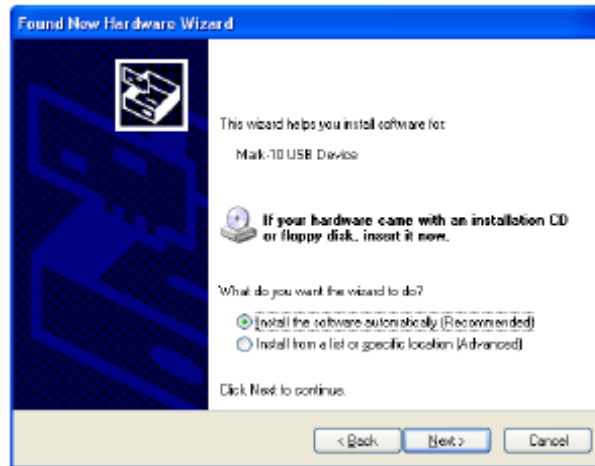 Found New Hardware Wizard
This wizard helps you install software for:
Mark-10 USB Device
If your hardware came with an installation CD
or floppy disk, insert it now.
What do you want the wizard to do?
Install the software automatically (Recommended)
Install from a list or specific location (Advanced)
Click Next to continue.
< Back Next > Cancel